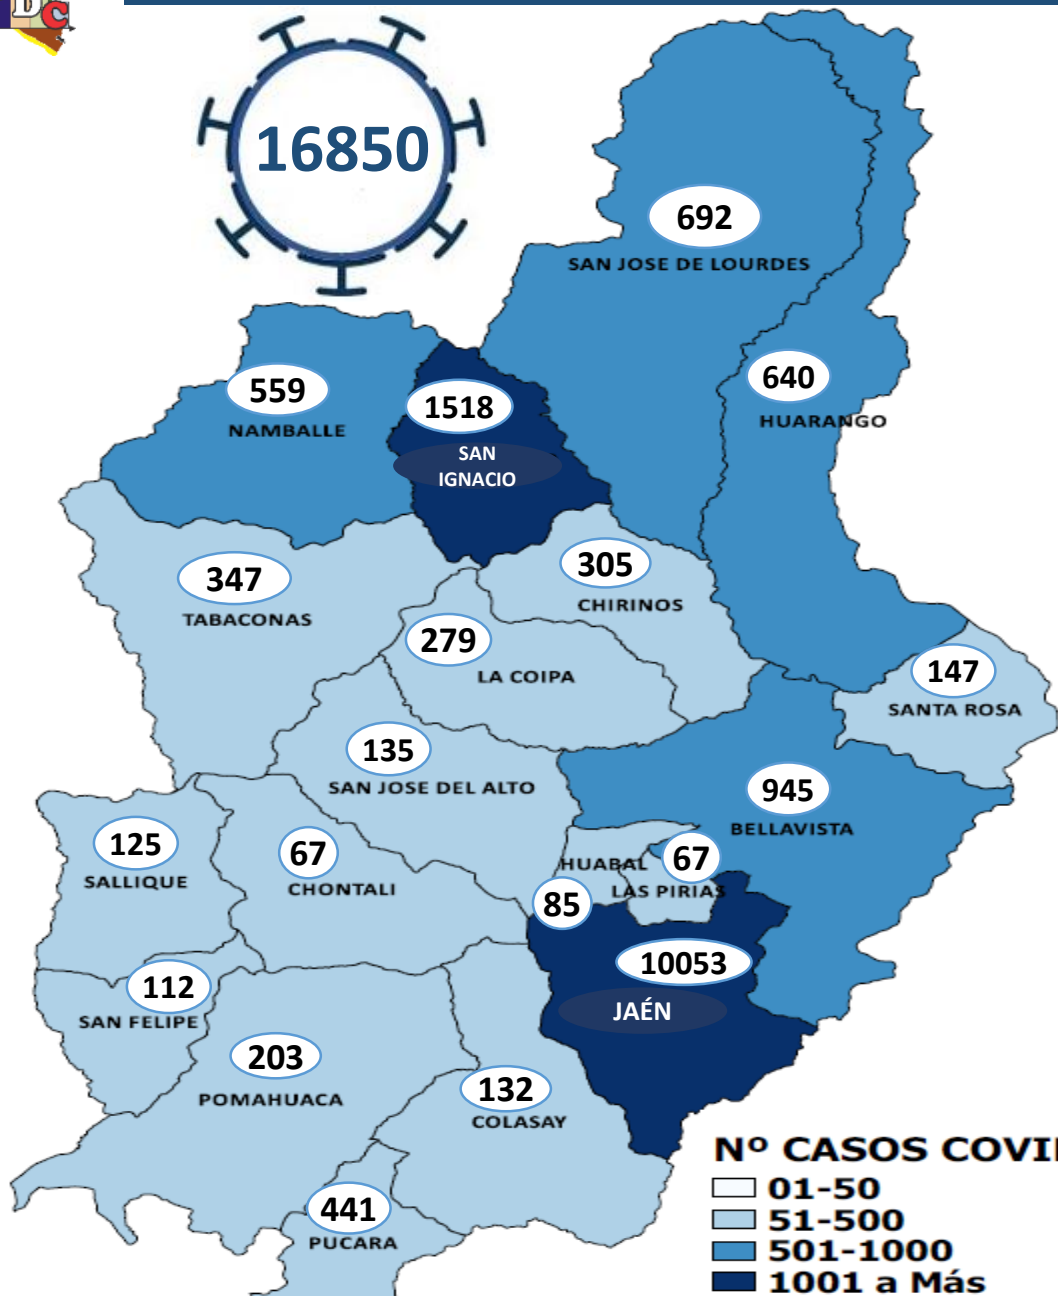 DC
16850
692
SAN JOSE DE LOURDES
640
HUARANGO
559
NAMBALLE
1518
SAN
IGNACIO
347
TABACONAS
305
CHIRINOS
279
LA COIPA
147
SANTA ROSA
135
SAN JOSE DEL ALTO
945
BELLAVISTA
125
SALLIQUE
67
CHONTALI
HUABAL
67
LAS PIRIAS
85
10053
JAÉN
112
SAN FELIPE
203
POMAHUACA
132
COLASAY
441
PUCARA
Nº CASOS COVI
01-50
51-500
501-1000
1001 a Más